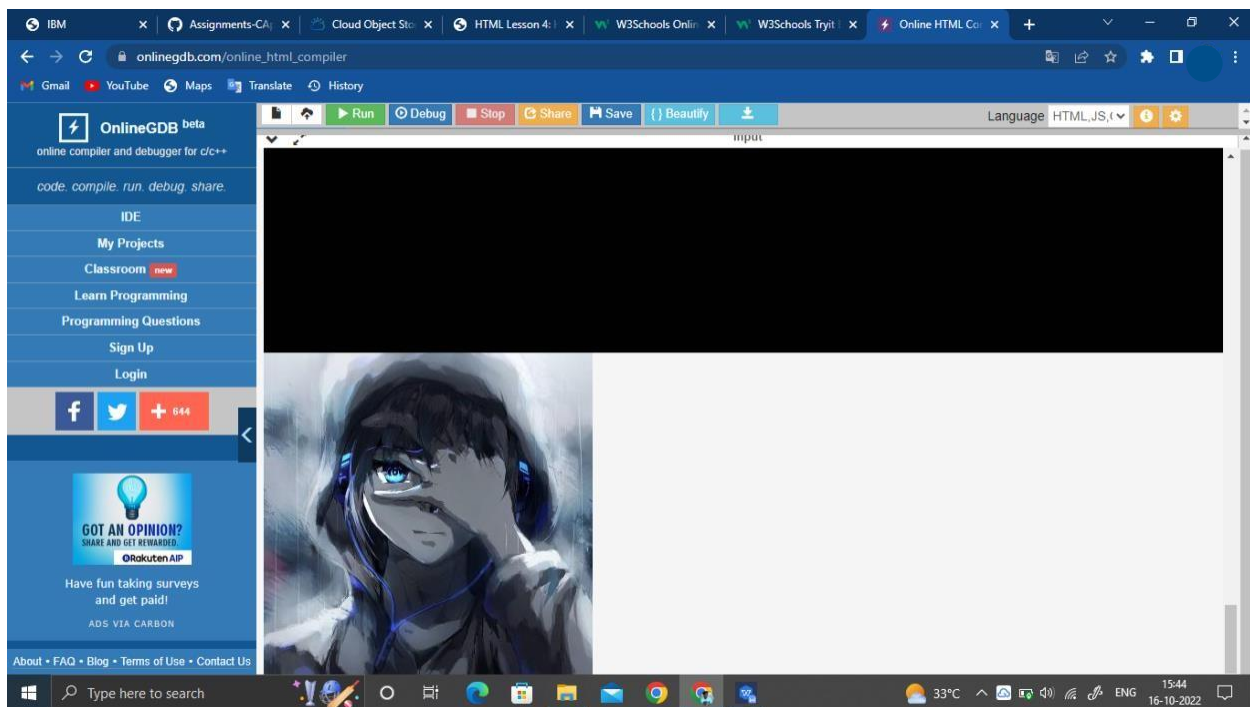 IBM
Assignments-CA
Cloud Object Sto
HTML Lesson 4:
W3Schools Onlin
W3Schools Tryit
Online HTML Co
onlinegdb.com/online_html_compiler
Gmail YouTube Maps Translate History
OnlineGDB beta
online compiler and debugger for c/c++
code. compile. run. debug. share.
IDE
My Projects
Classroom new
Learn Programming
Programming Questions
Sign Up
Login
f + 644
GOT AN OPINION?
SHARE AND GET REWARDED.
Rakuten AIP
Have fun taking surveys
and get paid!
ADS VIA CARBON
About • FAQ • Blog • Terms of Use • Contact Us
Run Debug Stop Share Save { } Beautify
Language HTML,JS,(
input
Type here to search
33°C ENG
15:44
16-10-2022